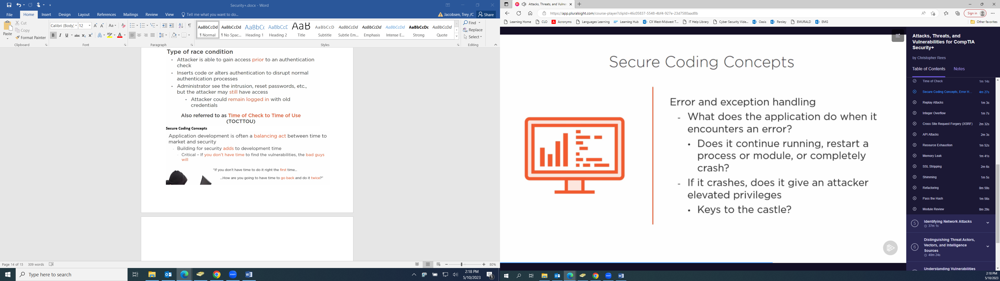 Security+.docx - Word
File Home Insert Design Layout References Mailings Review View Tell me what you want to do... Jacobsen, Trey /C Share
Paste
Cut
Copy
Format Painter
Clipboard
Calibri (Body) 12
Font
Paragraph
AaBbCcDd AaBbCcDd AaBbCc AaBbCcD AaB AaBbCcD AaBbCcDd AaBbCcDd AaBbCcDd AaBbCcDc AaBbCcDd
¶ Normal ¶ No Spac... Heading 1 Heading 2 Title Subtitle Subtle Em... Emphasis Intense E... Strong Quote
Styles
Find
Replace
Select
Editing
Type of race condition
• Attacker is able to gain access prior to an authentication
check
• Inserts code or alters authentication to disrupt normal
authentication processes
• Administrator see the intrusion, reset passwords, etc.,
but the attacker may still have access
• Attacker could remain logged in with old
credentials
Also referred to as Time of Check to Time of Use
(TOCTTOU)
Secure Coding Concepts
Application development is often a balancing act between time to
market and security
- Building for security adds to development time
Critical – If you don't have time to find the vulnerabilities, the bad guys
will
"If you don't have time to do it right the first time...
...How are you going to have time to go back and do it twice?"
Page 14 of 15 309 words
80%
Type here to search
2:18 PM
5/10/2023
Attacks, Threats, and Vulne
https://app.pluralsight.com/course-player?clipId=46c05837-5548-4bf4-927e-23d7580aad8b
Sign in
Learning Home CLO Acronyms Languages Learning Learning Hub CX West-Midwest T... IT Help Library Cyber Security Vide... Oasis Parsley EMURALD EMG Other favorites
Secure Coding Concepts
Error and exception handling
- What does the application do when it
encounters an error?
• Does it continue running, restart a
process or module, or completely
crash?
- If it crashes, does it give an attacker
elevated privileges
• Keys to the castle?
Attacks, Threats, and
Vulnerabilities for CompTIA
Security+
by Christopher Rees
Table of Contents Notes
Time of Check 1m 14s
Secure Coding Concepts, Error H... 4m 27s
Replay Attacks 1m 3s
Integer Overflow 1m 7s
Cross Site Request Forgery (XSRF) 2m 32s
API Attacks 2m 3s
Resource Exhaustion 1m 52s
Memory Leak 1m 41s
SSL Stripping 2m 6s
Shimming 1m 5s
Refactoring 0m 59s
Pass the Hash 1m 56s
Module Review 0m 29s
5 Identifying Network Attacks
37m 1s
6 Distinguishing Threat Actors,
Vectors, and Intelligence
Sources
40m 24s
Understanding Vulnerabilities
2:18 PM
5/10/2023